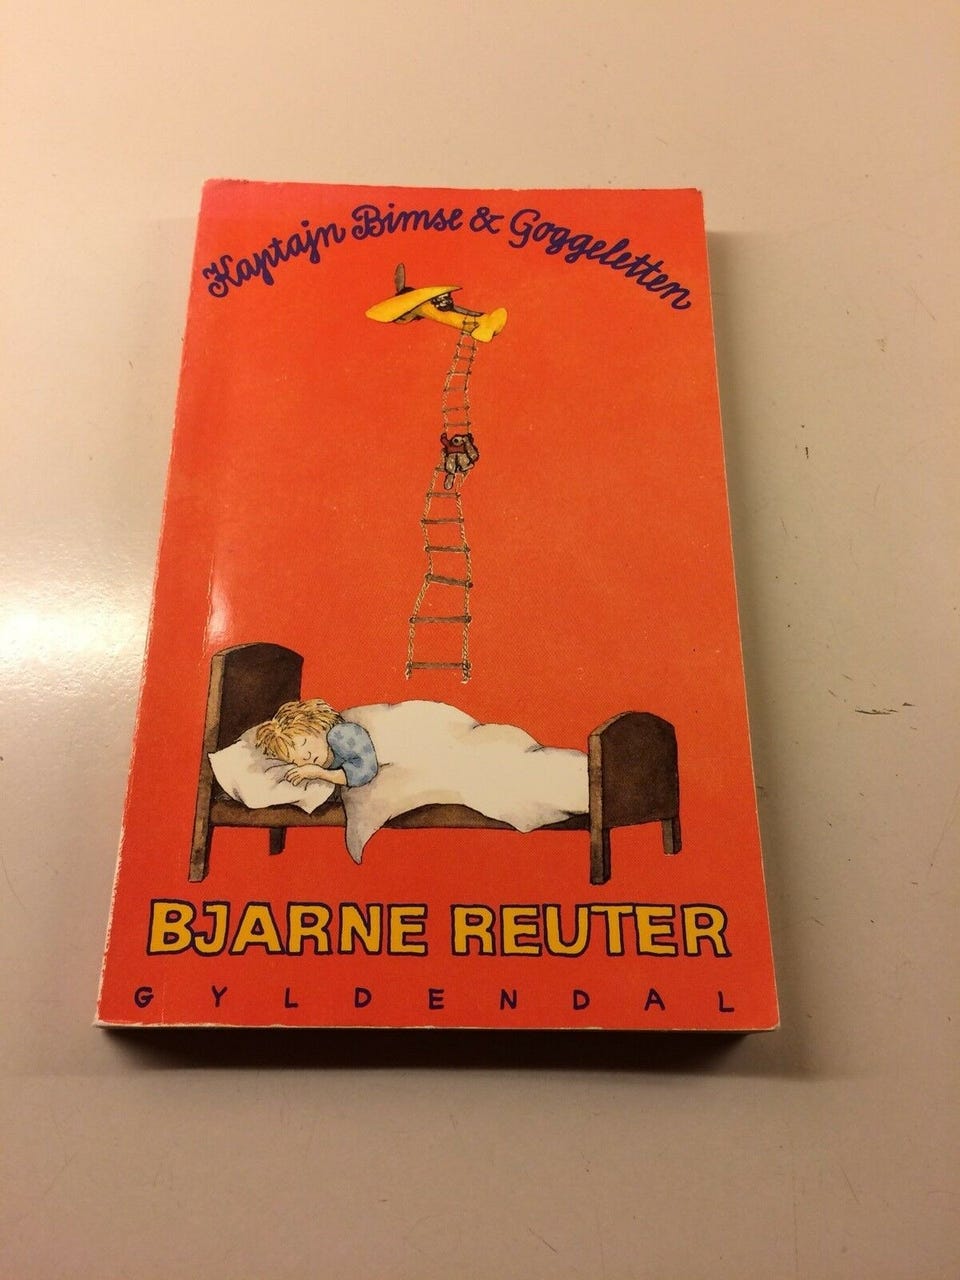 Kaptajn Bimse & Goggeletten
BJARNE REUTER
GYLDENDAL